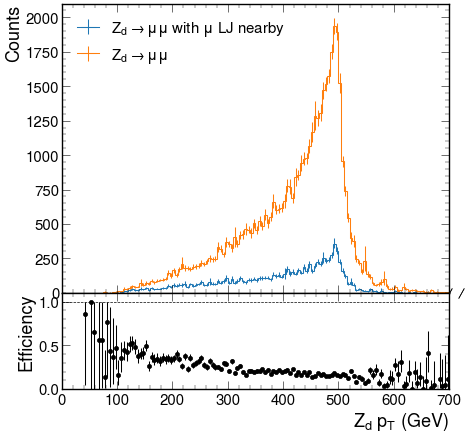 Counts
2000
1750
1500
1250
1000
750
500
250
0
Z_d → μ μ with μ LJ nearby
Z_d → μ μ
Efficiency
1.0
0.5
0.0
0 100 200 300 400 500 600 700
Z_d p_T (GeV)